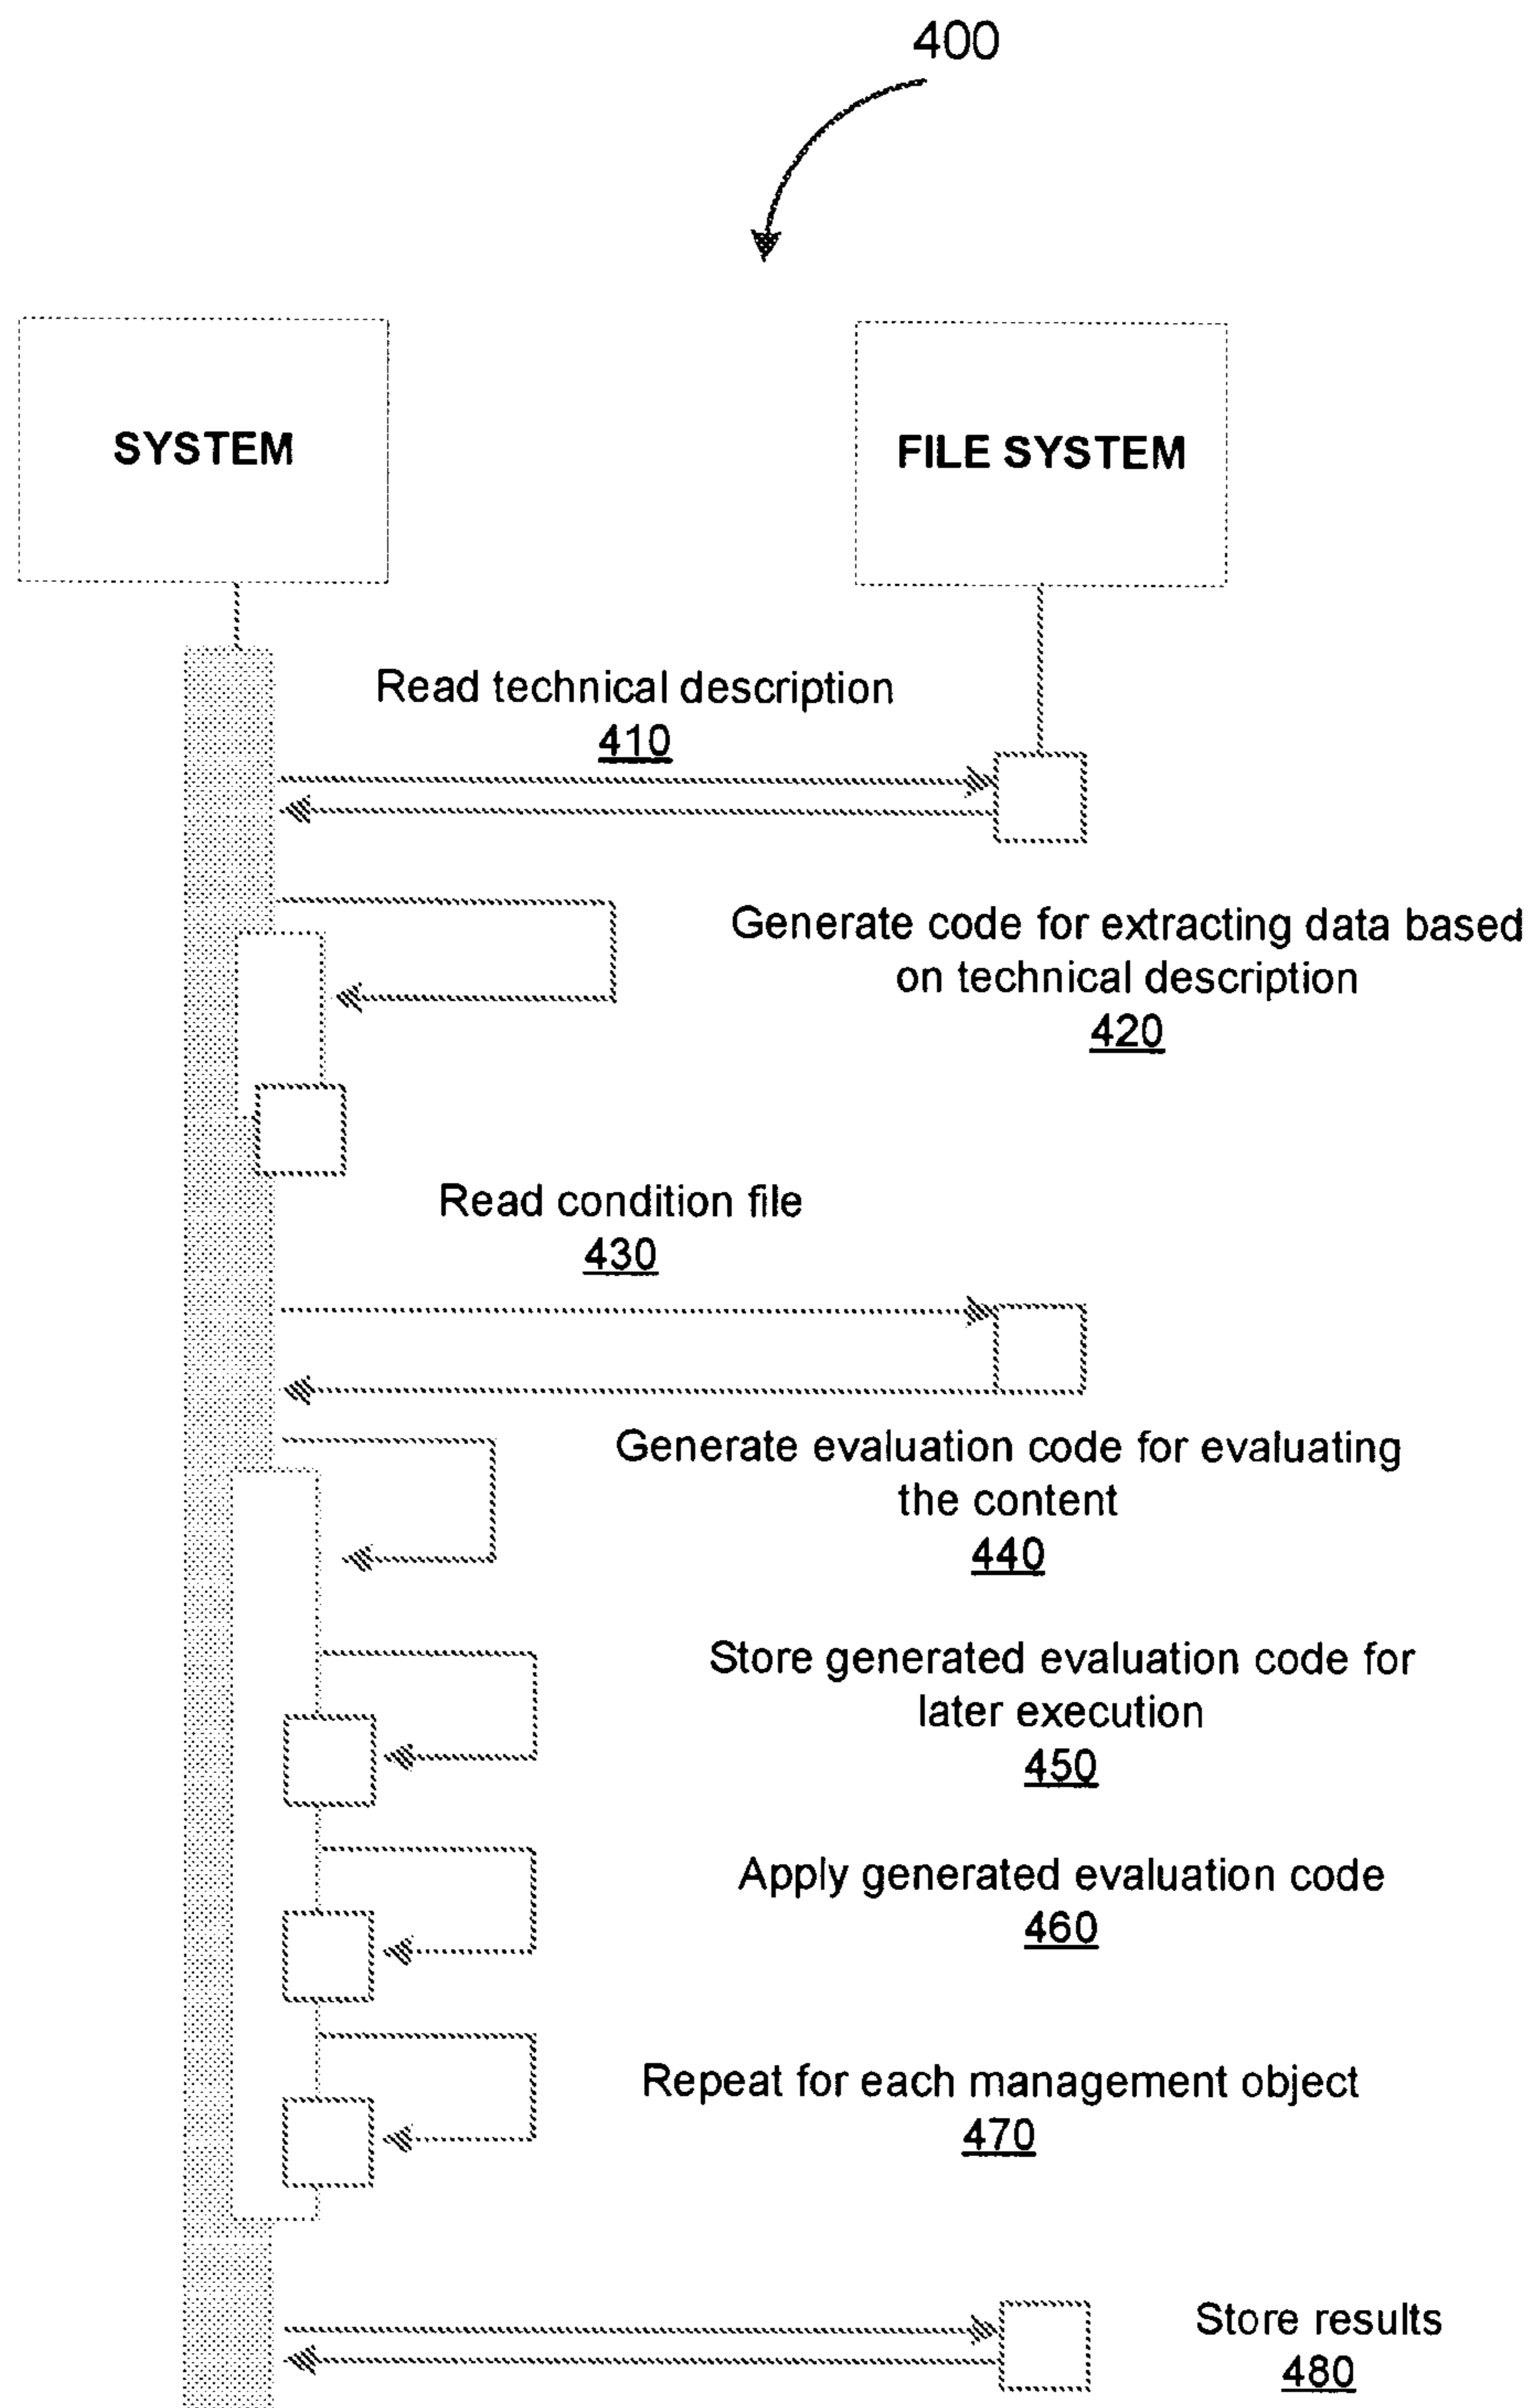 400
SYSTEM
FILE SYSTEM
Read technical description
410
Generate code for extracting data based
on technical description
420
Read condition file
430
Generate evaluation code for evaluating
the content
440
Store generated evaluation code for
later execution
450
Apply generated evaluation code
460
Repeat for each management object
470
Store results
480